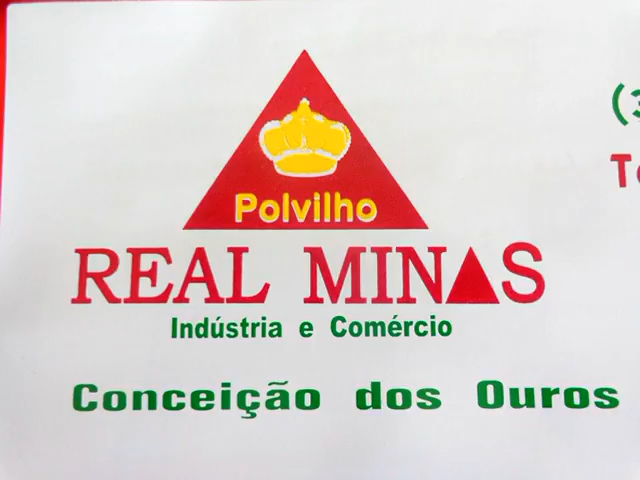 Polvilho
REAL MINAS
Indústria e Comércio
Conceição dos Ouros